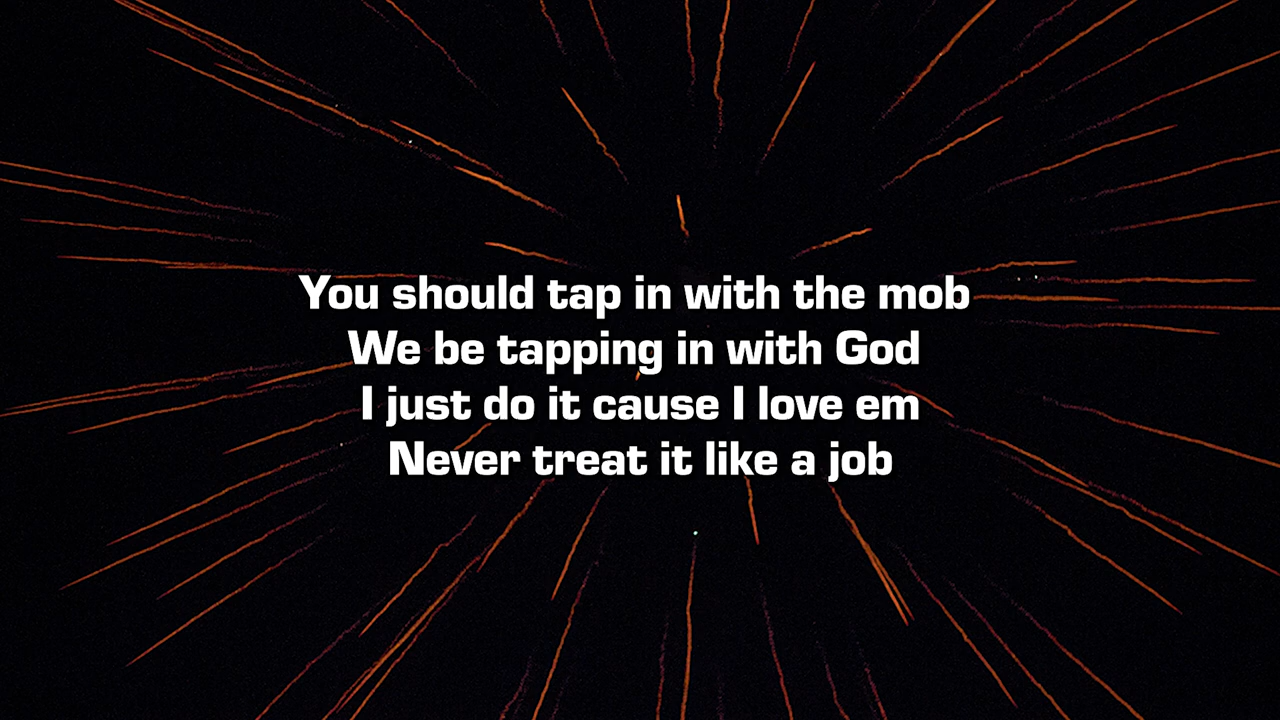 You should tap in with the mob
We be tapping in with God
I just do it cause I love em
Never treat it like a job